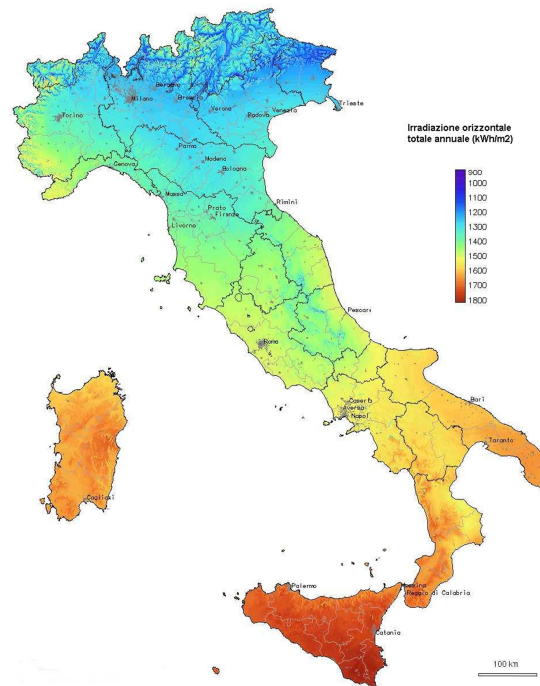 Bergamo
Milano
Brescia
Verona
Venezia
Trieste
Torino
Padova
Parma
Genova
Modena
Bologna
Massa
Rimini
Prato
Firenze
Livorno
Pescara
Roma
Caserta
Aversa
Napoli
Bari
Taranto
Cagliari
Palermo
Messina
Reggio di Calabria
Catania
Irradiazione orizzontale
totale annuale (kWh/m2)
900
1000
1100
1200
1300
1400
1500
1600
1700
1800
100 km